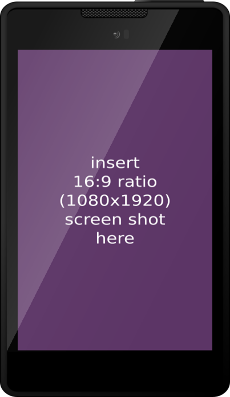 insert
16:9 ratio
(1080x1920)
screen shot
here